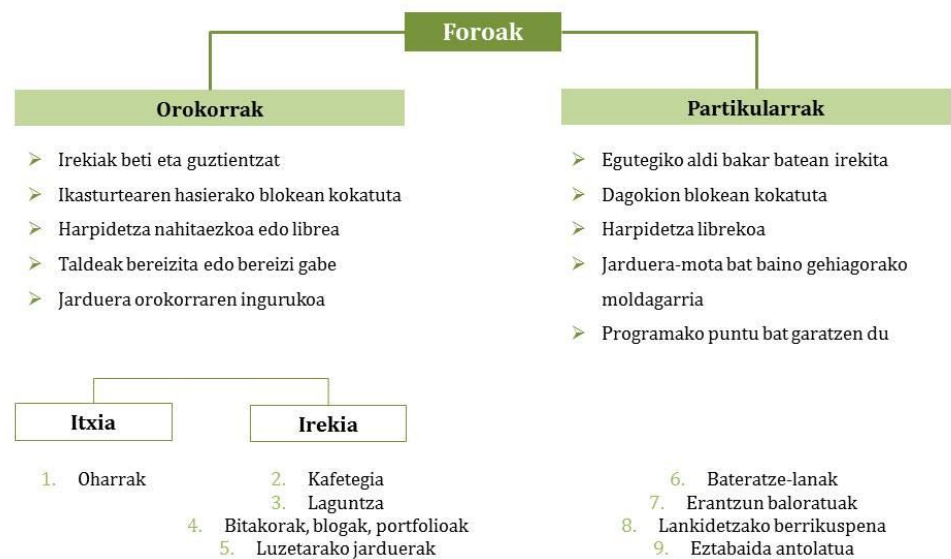 Foroak
Orokorrak
➢ Irekiak beti eta guztientzat
➢ Ikasturtearen hasierako blokean kokatuta
➢ Harpidetza nahitaezkoa edo librea
➢ Taldeak bereizita edo bereizi gabe
➢ Jarduera orokorraren ingurukoa
Partikularrak
➢ Egutegiko aldi bakar batean irekita
➢ Dagokion blokean kokatuta
➢ Harpidetza librekoa
➢ Jarduera-mota bat baino gehiagorako
moldagarria
➢ Programako puntu bat garatzen du
Itxia
1. Oharrak
Irekia
2. Kafetegia
3. Laguntza
4. Bitakorak, blogak, portfolioak
5. Luzetarako jarduerak
6. Bateratze-lanak
7. Erantzun baloratuak
8. Lankidetzako berrikuspena
9. Eztabaida antolatua